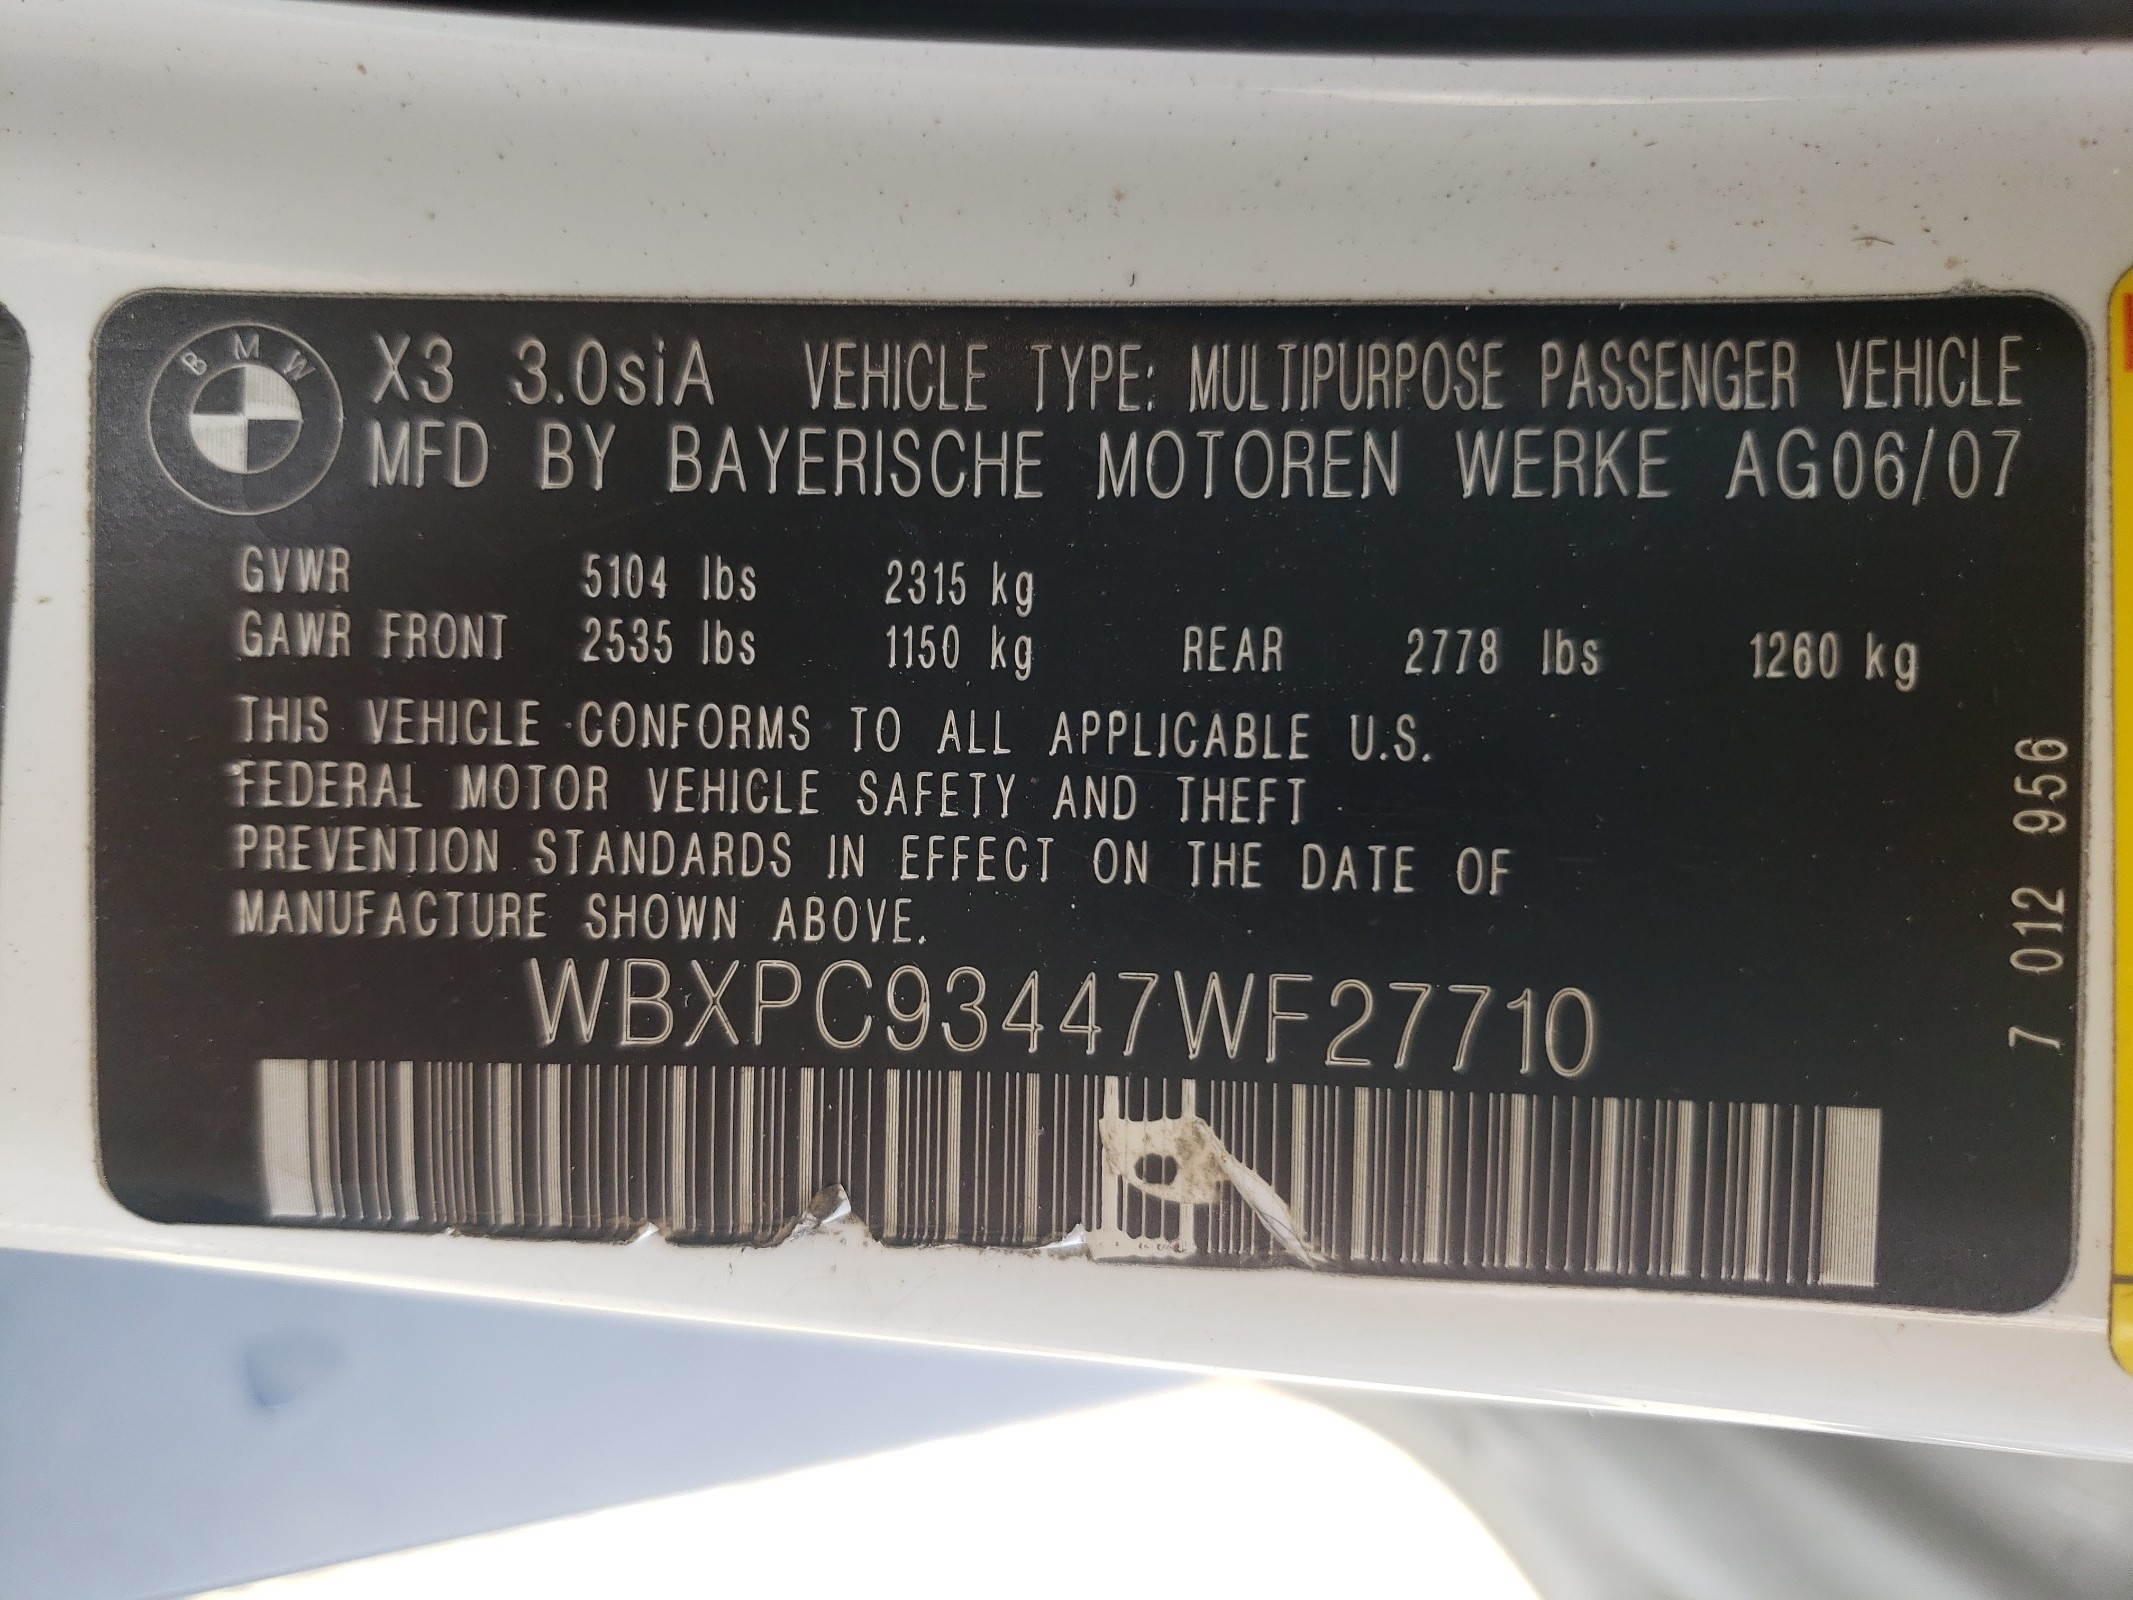 BMW
X3 3.0siA VEHICLE TYPE: MULTIPURPOSE PASSENGER VEHICLE
MFD BY BAYERISCHE MOTOREN WERKE AG06/07
GVWR 5104 lbs 2315 kg
GAWR FRONT 2535 lbs 1150 kg REAR 2778 lbs 1260 kg
THIS VEHICLE CONFORMS TO ALL APPLICABLE U.S.
FEDERAL MOTOR VEHICLE SAFETY AND THEFT
PREVENTION STANDARDS IN EFFECT ON THE DATE OF
MANUFACTURE SHOWN ABOVE.
WBXPC93447WF27710
7 012 956